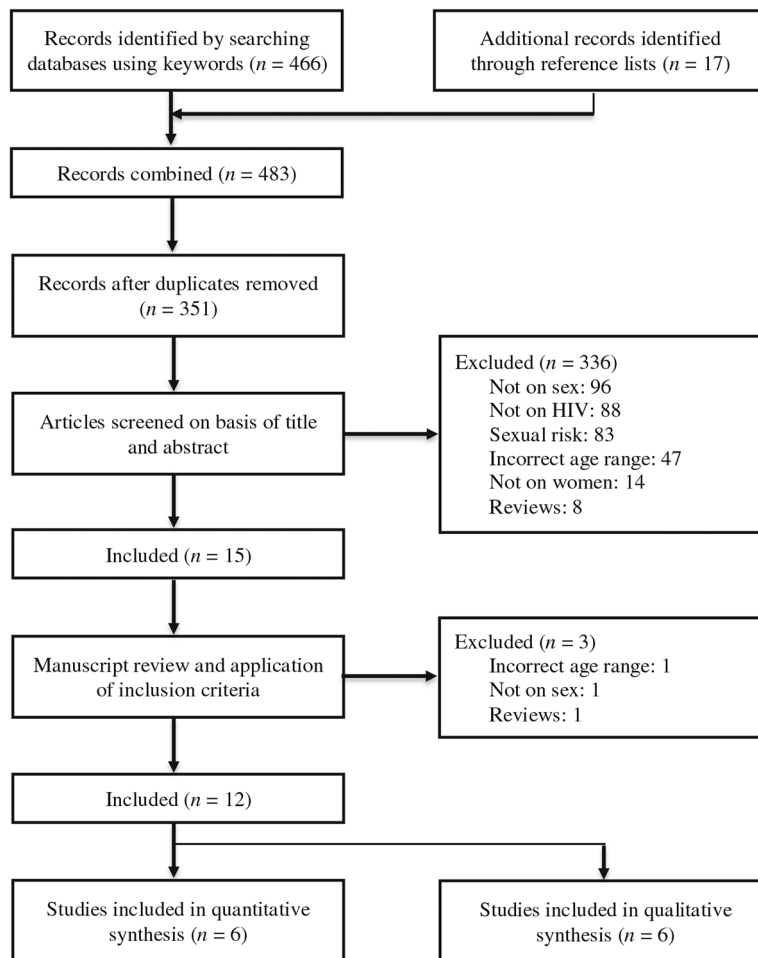 Records identified by searching
databases using keywords (n = 466)
Additional records identified
through reference lists (n = 17)
Records combined (n = 483)
Records after duplicates removed
(n = 351)
Articles screened on basis of title
and abstract
Excluded (n = 336)
Not on sex: 96
Not on HIV: 88
Sexual risk: 83
Incorrect age range: 47
Not on women: 14
Reviews: 8
Included (n = 15)
Manuscript review and application
of inclusion criteria
Excluded (n = 3)
Incorrect age range: 1
Not on sex: 1
Reviews: 1
Included (n = 12)
Studies included in quantitative
synthesis (n = 6)
Studies included in qualitative
synthesis (n = 6)